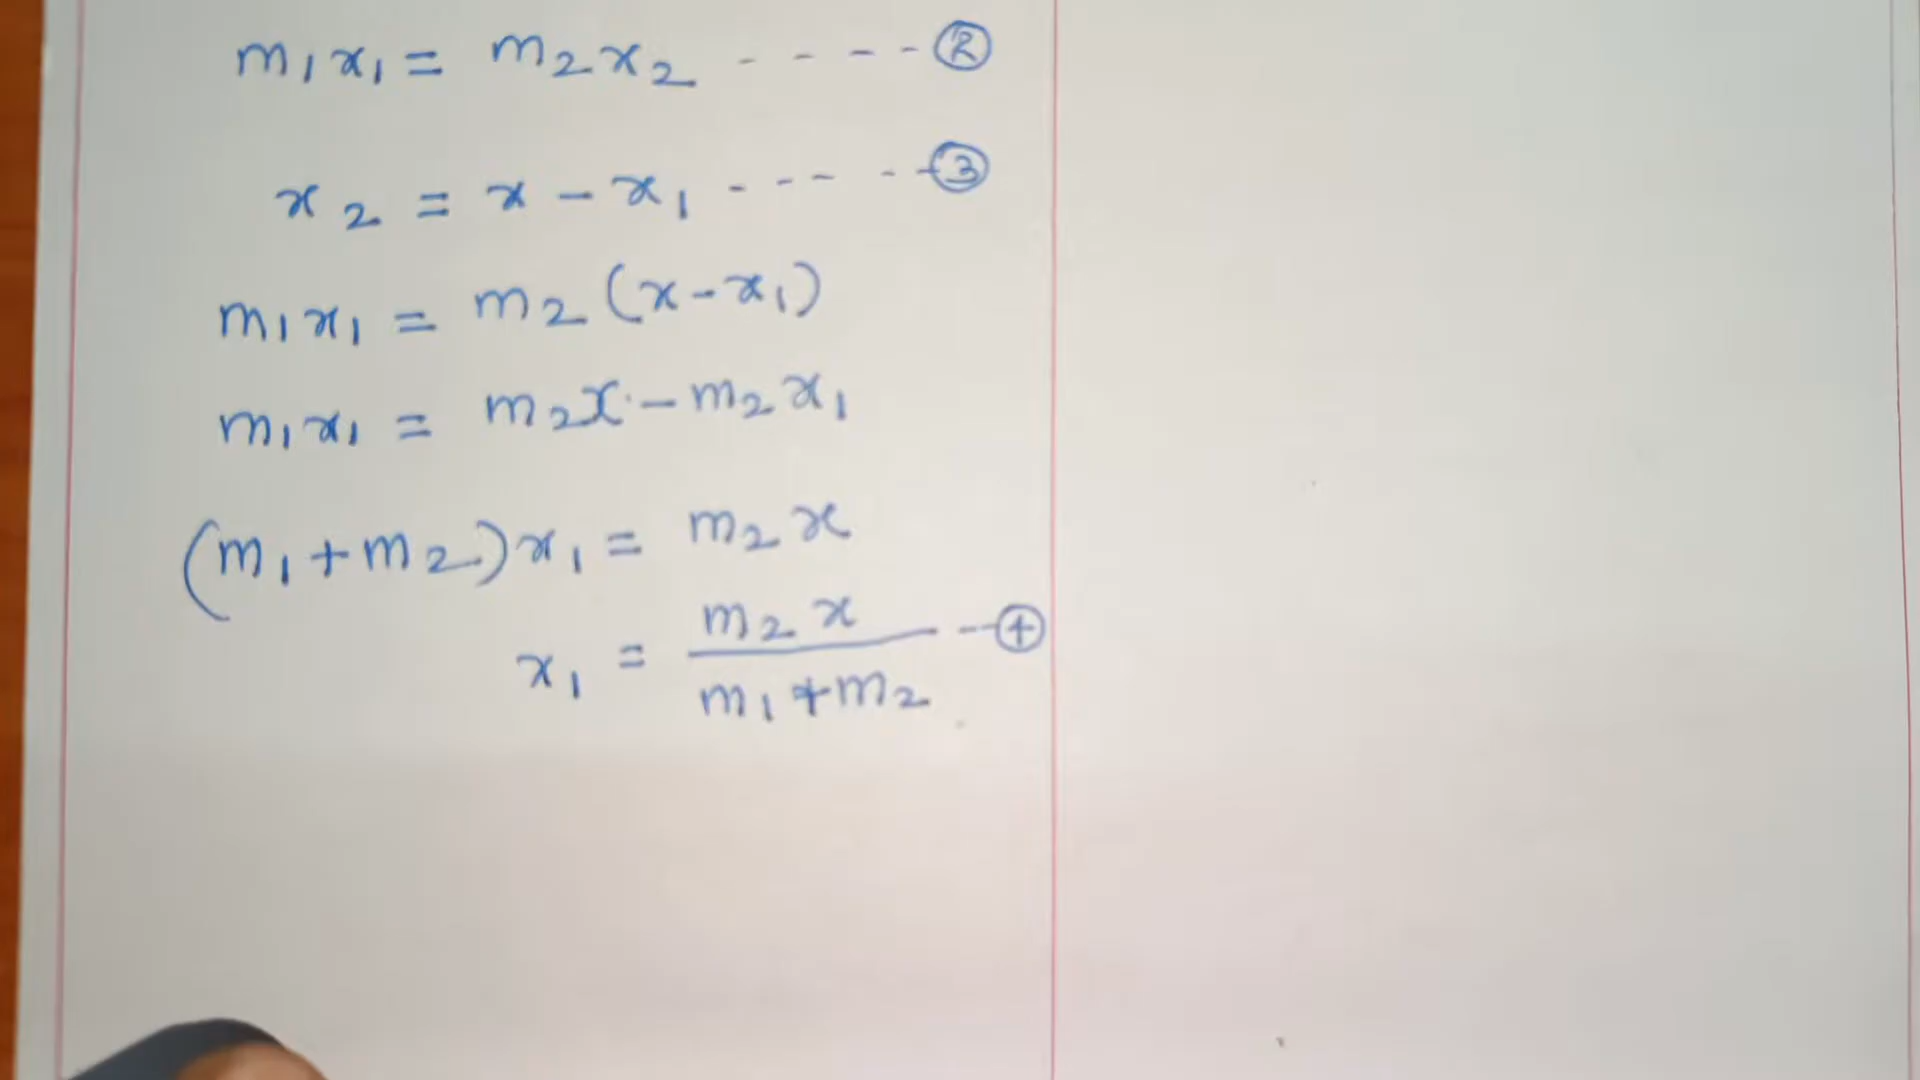 m₁x₁ = m₂x₂ - - - - - ②
x₂ = x - x₁ - - - - - - ③
m₁x₁ = m₂(x-x₁)
m₁x₁ = m₂x - m₂x₁
(m₁+m₂)x₁ = m₂x
x₁ = m₂x / m₁+m₂ - - - ④